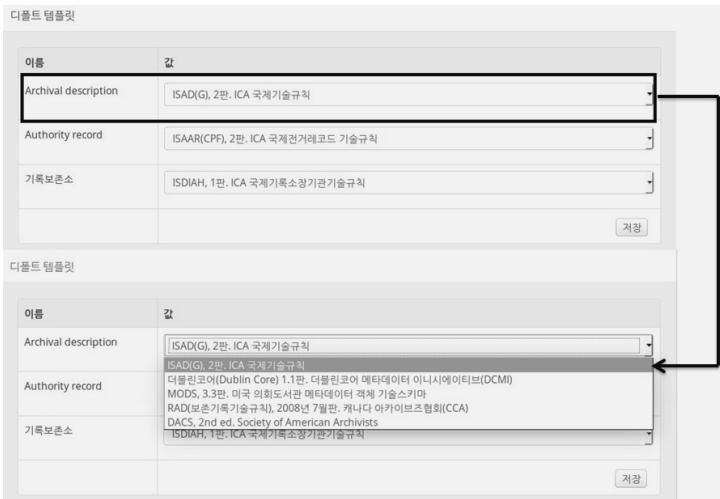 디폴트 템플릿
이름 값
Archival description ISAD(G), 2판. ICA 국제기술규칙
Authority record ISAAR(CPF), 2판. ICA 국제전거레코드 기술규칙
기록보존소 ISDIAH, 1판. ICA 국제기록소장기관기술규칙
저장
디폴트 템플릿
이름 값
Archival description ISAD(G), 2판. ICA 국제기술규칙
ISAD(G), 2판. ICA 국제기술규칙
더블린코어(Dublin Core) 1.1판. 더블린코어 메타데이터 이니시에이티브(DCMI)
Authority record MODS, 3.3판. 미국 의회도서관 메타데이터 객체 기술스키마
RAD(보존기록기술규칙), 2008년 7월판. 캐나다 아카이브즈협회(CCA)
DACS, 2nd ed. Society of American Archivists
기록보존소 ISDIAH, 1판. ICA 국제기록소장기관기술규칙
저장